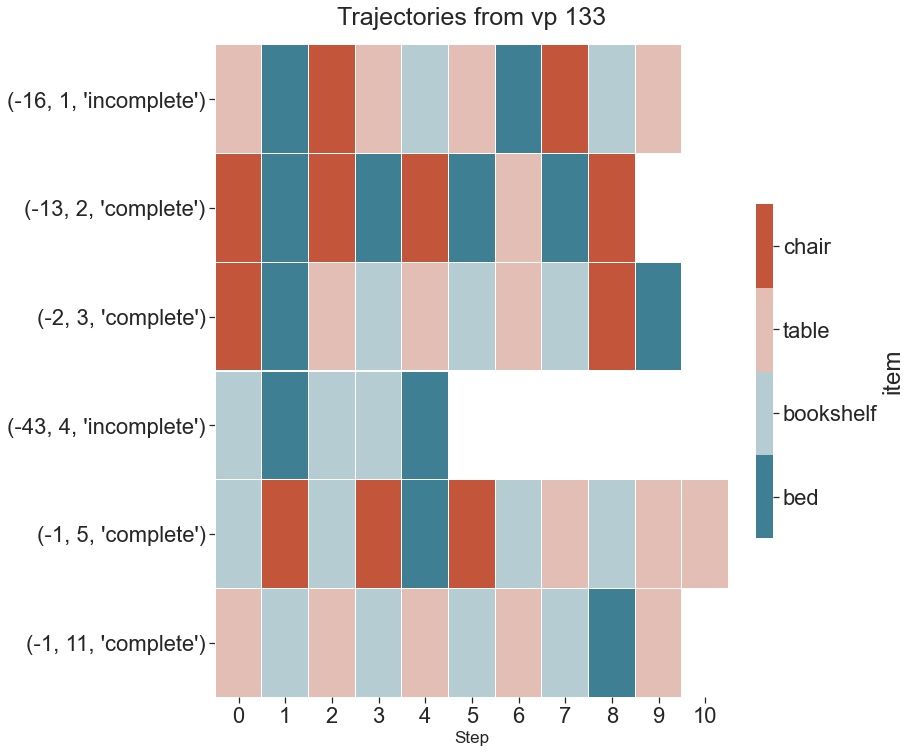 Trajectories from vp 133
(-16, 1, 'incomplete')
(-13, 2, 'complete')
(-2, 3, 'complete')
(-43, 4, 'incomplete')
(-1, 5, 'complete')
(-1, 11, 'complete')
0 1 2 3 4 5 6 7 8 9 10
Step
chair
table
bookshelf
bed
item